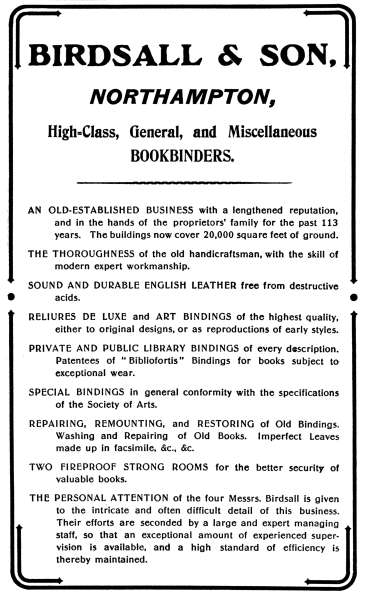 BIRDSALL & SON,
NORTHAMPTON,
High-Class, General, and Miscellaneous
BOOKBINDERS.
AN OLD-ESTABLISHED BUSINESS with a lengthened reputation,
and in the hands of the proprietors' family for the past 113
years. The buildings now cover 20,000 square feet of ground.
THE THOROUGHNESS of the old handicraftsman, with the skill of
modern expert workmanship.
SOUND AND DURABLE ENGLISH LEATHER free from destructive
acids.
RELIURES DE LUXE and ART BINDINGS of the highest quality,
either to original designs, or as reproductions of early styles.
PRIVATE AND PUBLIC LIBRARY BINDINGS of every description.
Patentees of "Bibliofortis" Bindings for books subject to
exceptional wear.
SPECIAL BINDINGS in general conformity with the specifications
of the Society of Arts.
REPAIRING, REMOUNTING, and RESTORING of Old Bindings.
Washing and Repairing of Old Books. Imperfect Leaves
made up in facsimile, &c., &c.
TWO FIREPROOF STRONG ROOMS for the better security of
valuable books.
THE PERSONAL ATTENTION of the four Messrs. Birdsall is given
to the intricate and often difficult detail of this business.
Their efforts are seconded by a large and expert managing
staff, so that an exceptional amount of experienced super-
vision is available, and a high standard of efficiency is
thereby maintained.